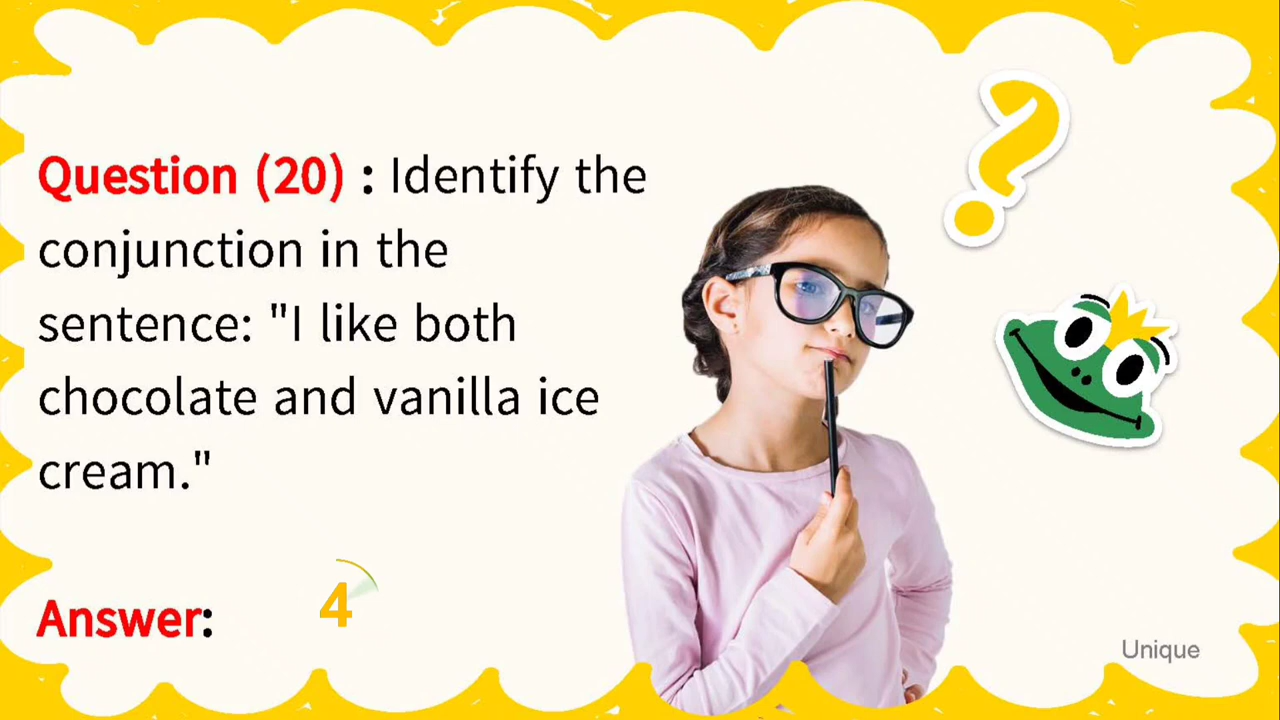 Question (20) : Identify the
conjunction in the
sentence: "I like both
chocolate and vanilla ice
cream."
Answer:
4
Unique